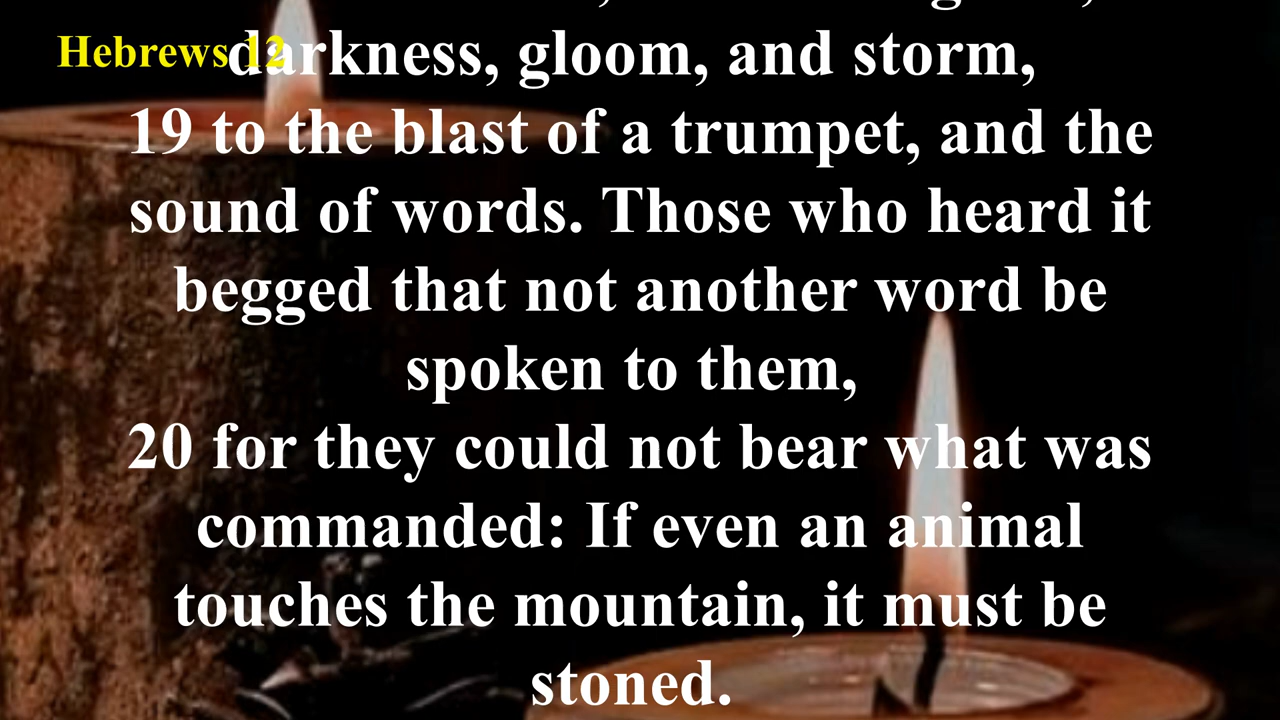 Hebrews 12
darkness, gloom, and storm,
19 to the blast of a trumpet, and the
sound of words. Those who heard it
begged that not another word be
spoken to them,
20 for they could not bear what was
commanded: If even an animal
touches the mountain, it must be
stoned.